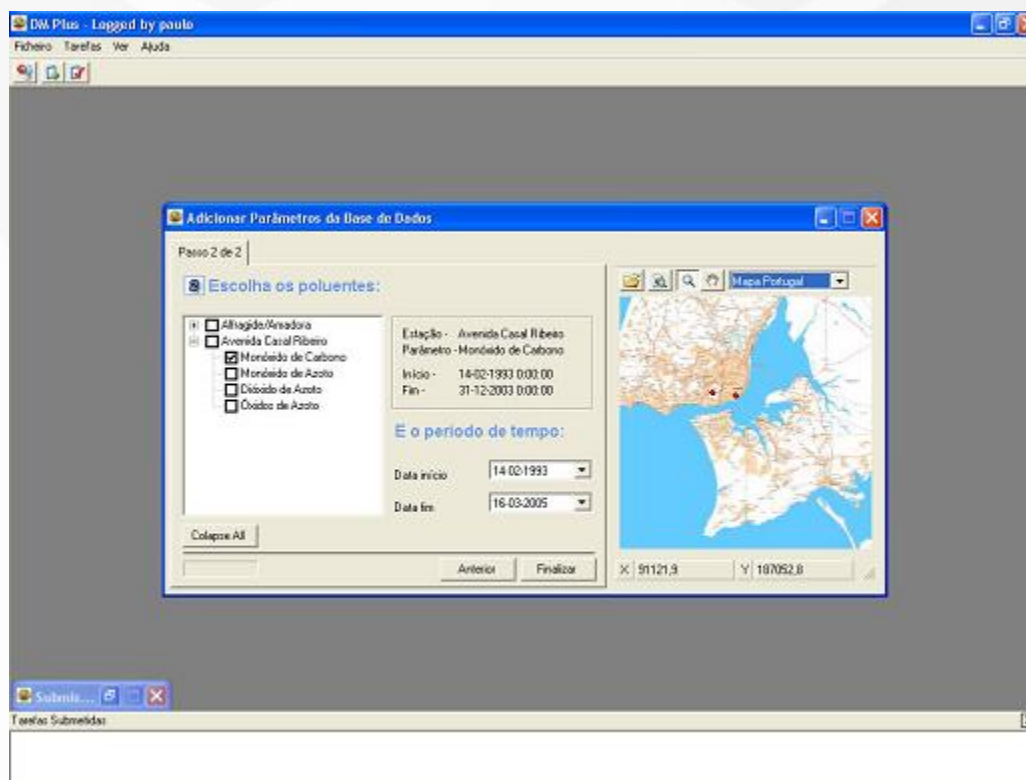 DM Plus - Logged by paulo
Ficheiro Tarefas Ver Ajuda
Adicionar Parâmetros da Base de Dados
Passo 2 de 2
Escolha os poluentes:
Mapa Portugal
Alfragide/Amadora
Avenida Casal Ribeiro
Monóxido de Carbono
Monóxido de Azoto
Dióxido de Azoto
Óxidos de Azoto
Estação - Avenida Casal Ribeiro
Parâmetro - Monóxido de Carbono
Início - 14-02-1993 0:00:00
Fim - 31-12-2003 0:00:00
E o período de tempo:
Data início 14-02-1993
Data fim 16-03-2005
Colapse All
Anterior Finalizar
X 91121,9 Y 187052,8
Submis...
Tarefas Submetidas